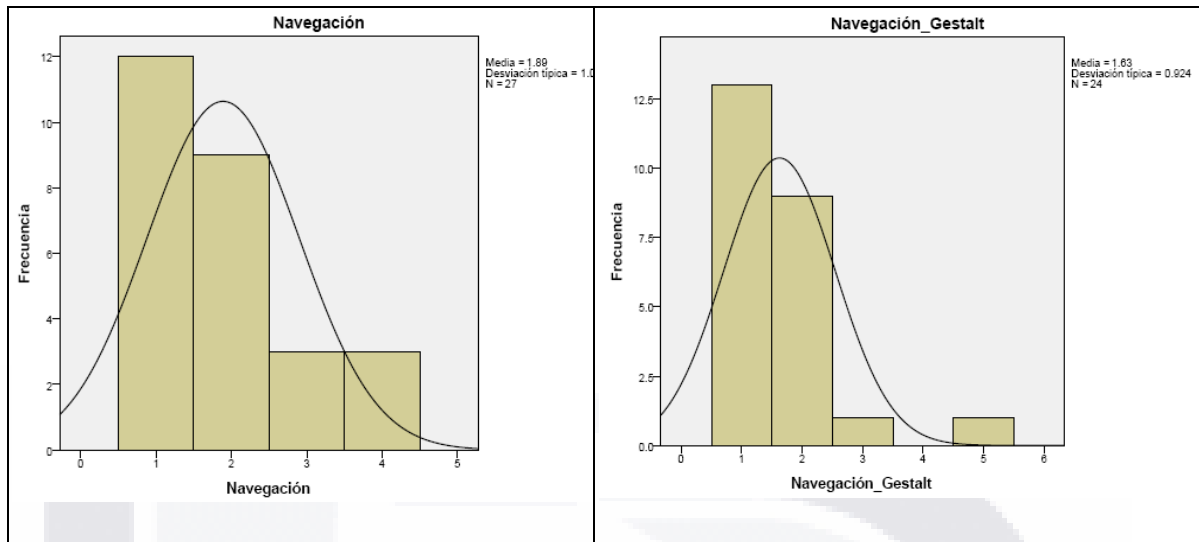 Navegación
Media = 1.89
Desviación típica = 1.0
N = 27
12
10
8
6
4
2
0
Frecuencia
0 1 2 3 4 5
Navegación
Navegación_Gestalt
Media = 1.63
Desviación típica = 0.924
N = 24
12.5
10.0
7.5
5.0
2.5
0.0
Frecuencia
0 1 2 3 4 5 6
Navegación_Gestalt